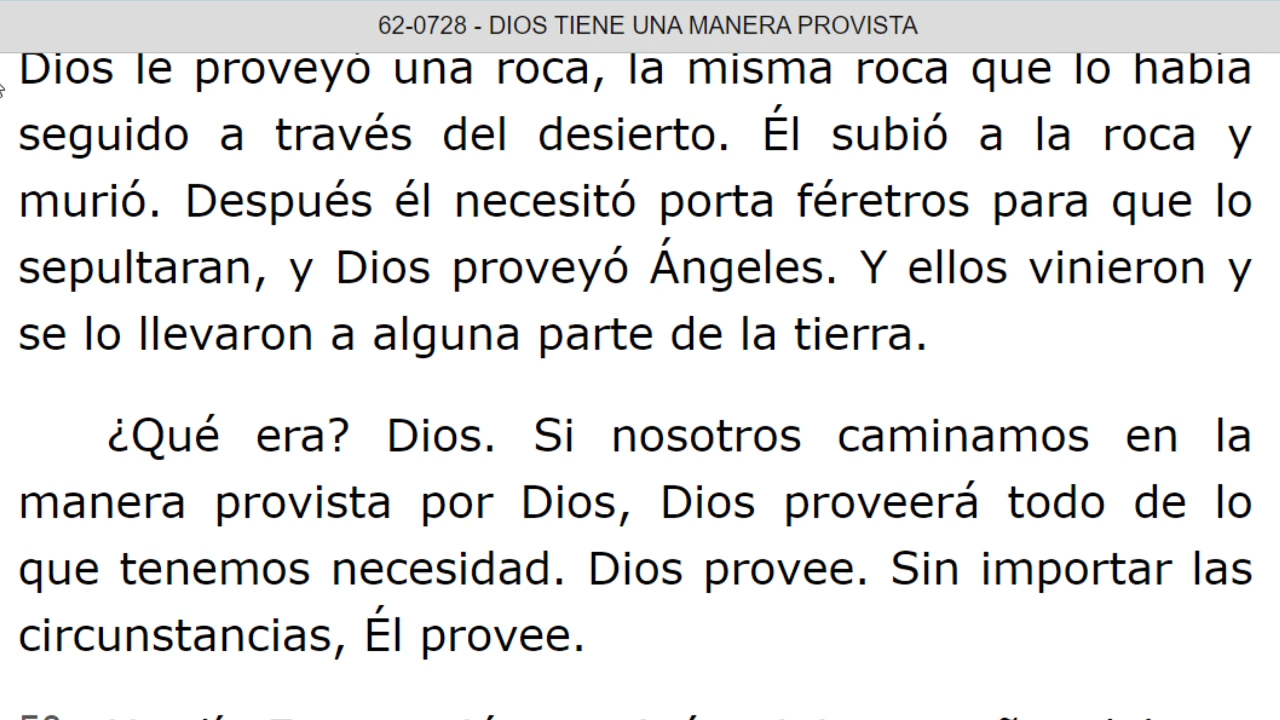 62-0728 - DIOS TIENE UNA MANERA PROVISTA
Dios le proveyó una roca, la misma roca que lo había
seguido a través del desierto. Él subió a la roca y
murió. Después él necesitó porta féretros para que lo
sepultaran, y Dios proveyó Ángeles. Y ellos vinieron y
se lo llevaron a alguna parte de la tierra.
¿Qué era? Dios. Si nosotros caminamos en la
manera provista por Dios, Dios proveerá todo de lo
que tenemos necesidad. Dios provee. Sin importar las
circunstancias, Él provee.